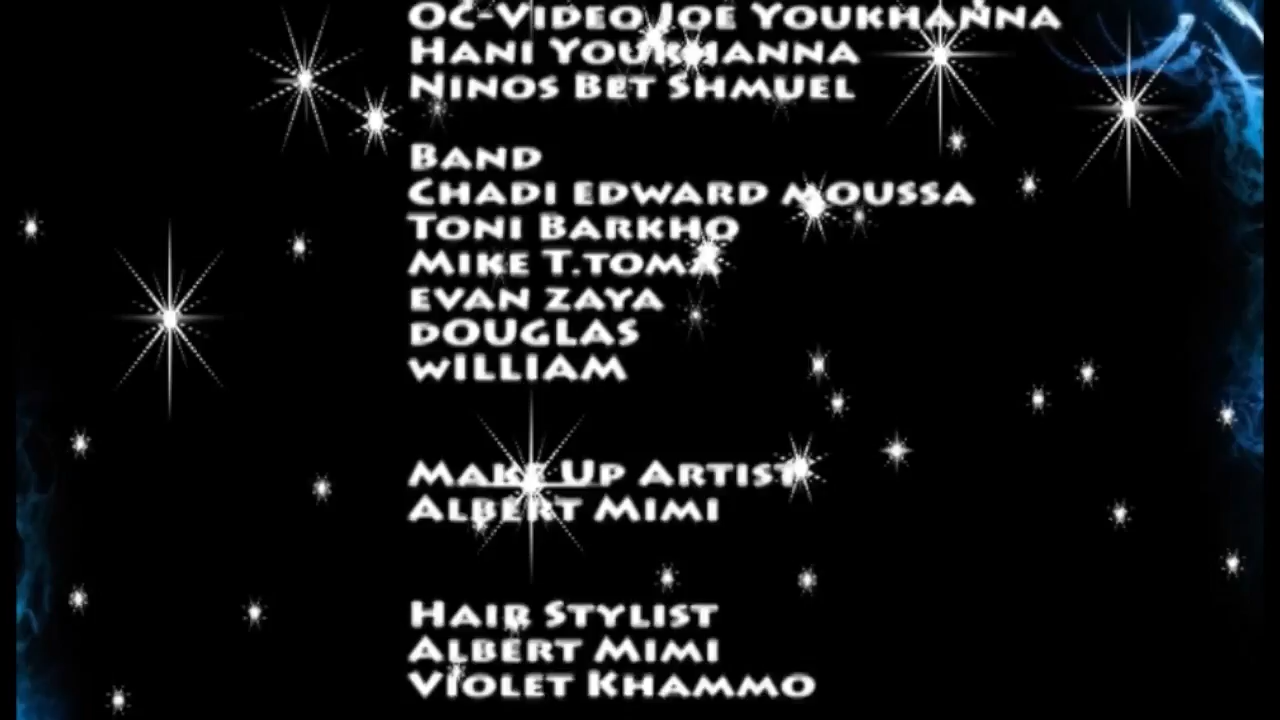 OC-VIDEO JOE YOUKHANNA
HANI YOUKHANNA
NINOS BET SHMUEL
BAND
CHADI EDWARD MOUSSA
TONI BARKHO
MIKE T.TOMA
EVAN ZAYA
DOUGLAS
WILLIAM
MAKE UP ARTIST
ALBERT MIMI
HAIR STYLIST
ALBERT MIMI
VIOLET KHAMMO